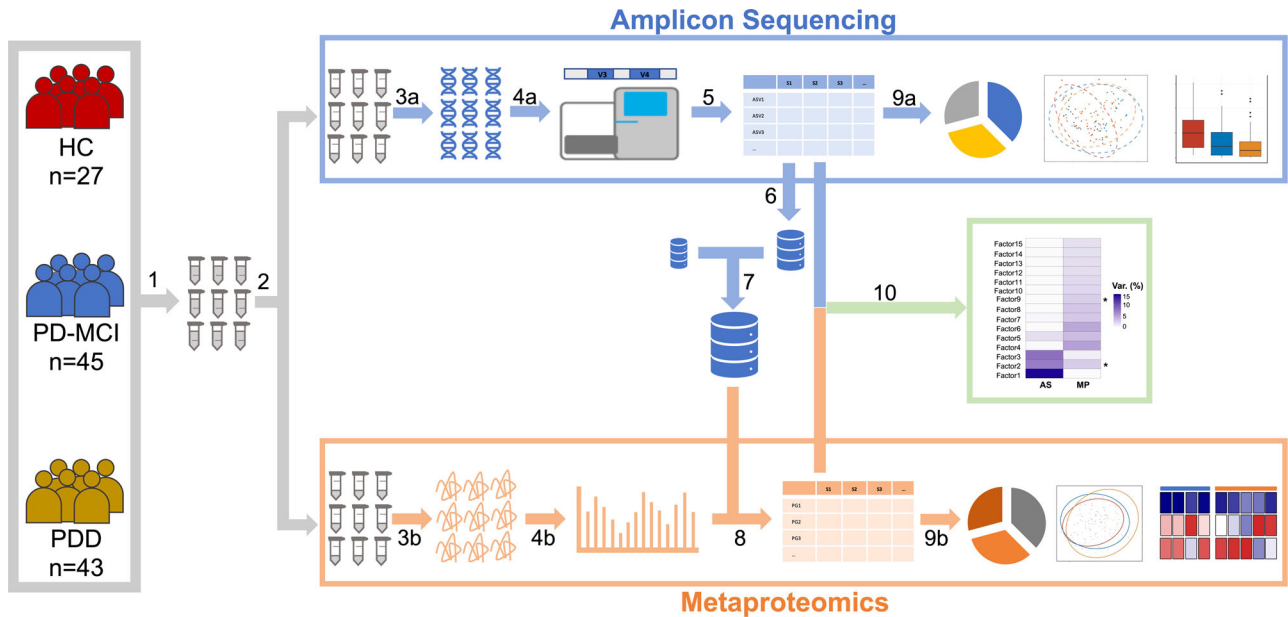 Amplicon Sequencing
HC
n=27
PD-MCI
n=45
PDD
n=43
1
2
3a
4a
V3 V4
5
S1 S2 S3 ...
ASV1
ASV2
ASV3
...
9a
6
7
10
Factor15
Factor14
Factor13
Factor12
Factor11
Factor10
Factor9
Factor8
Factor7
Factor6
Factor5
Factor4
Factor3
Factor2
Factor1
AS MP
*
*
Var. (%)
15
10
5
0
3b
4b
8
S1 S2 S3 ...
PG1
PG2
PG3
...
9b
Metaproteomics